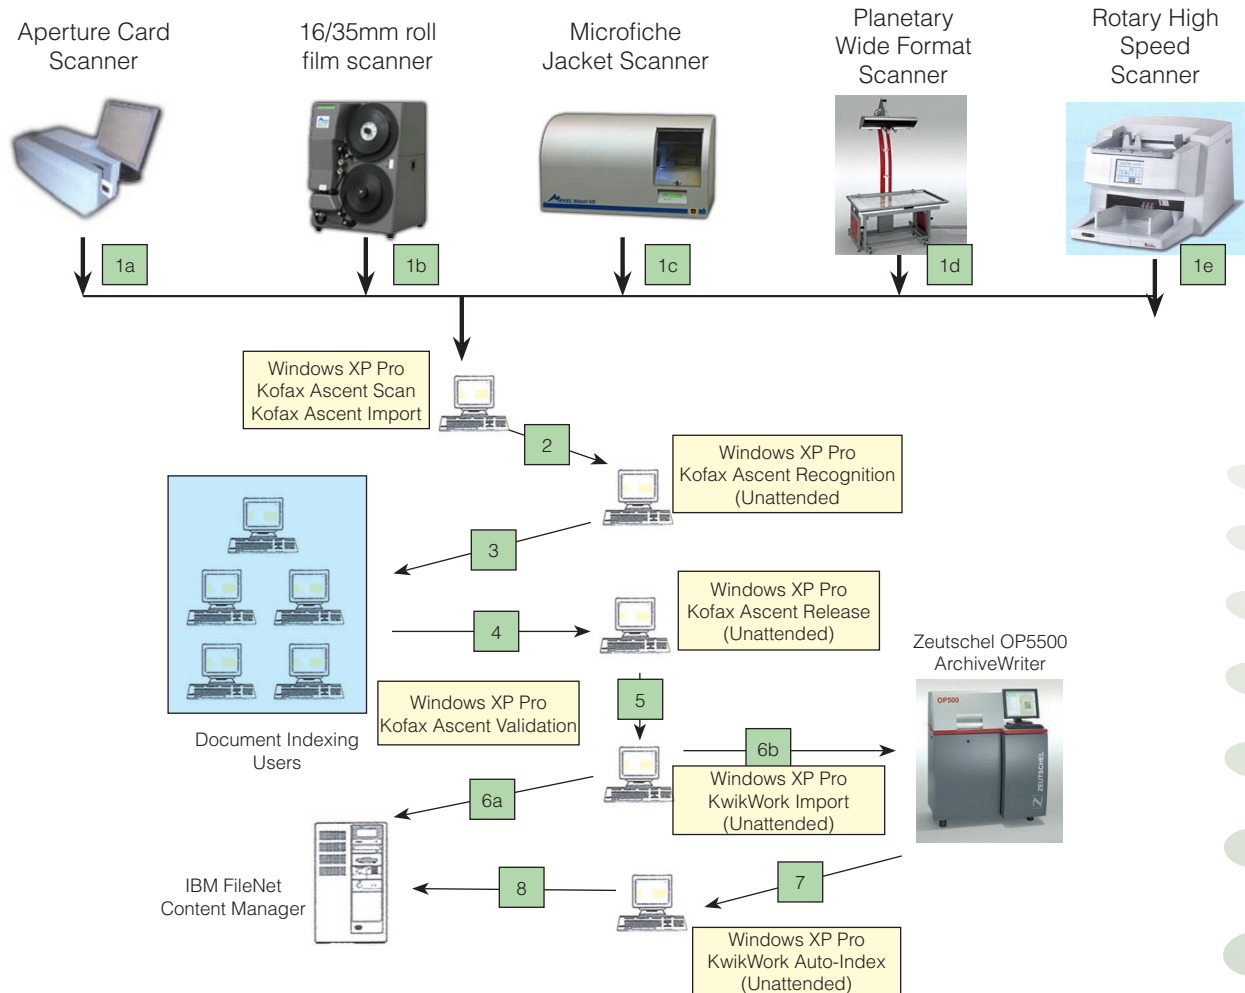 Aperture Card
Scanner
16/35mm roll
film scanner
Microfiche
Jacket Scanner
Planetary
Wide Format
Scanner
Rotary High
Speed
Scanner
MEKEL
1a
1b
1c
1d
1e
Windows XP Pro
Kofax Ascent Scan
Kofax Ascent Import
2
Windows XP Pro
Kofax Ascent Recognition
(Unattended
3
Windows XP Pro
Kofax Ascent Release
(Unattended)
4
Zeutschel OP5500
ArchiveWriter
OP500
ZEUTSCHEL
Windows XP Pro
Kofax Ascent Validation
5
Document Indexing
Users
6b
Windows XP Pro
KwikWork Import
(Unattended)
6a
IBM FileNet
Content Manager
7
8
Windows XP Pro
KwikWork Auto-Index
(Unattended)